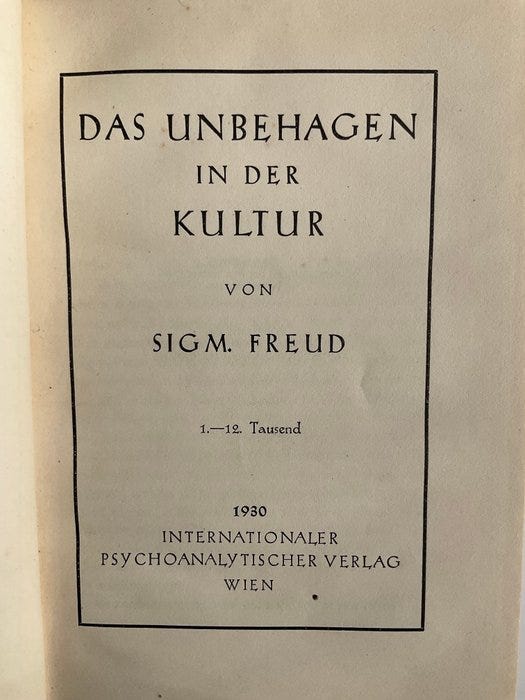 DAS UNBEHAGEN
IN DER
KULTUR
VON
SIGM. FREUD
1.—12. Tausend
1930
INTERNATIONALER
PSYCHOANALYTISCHER VERLAG
WIEN